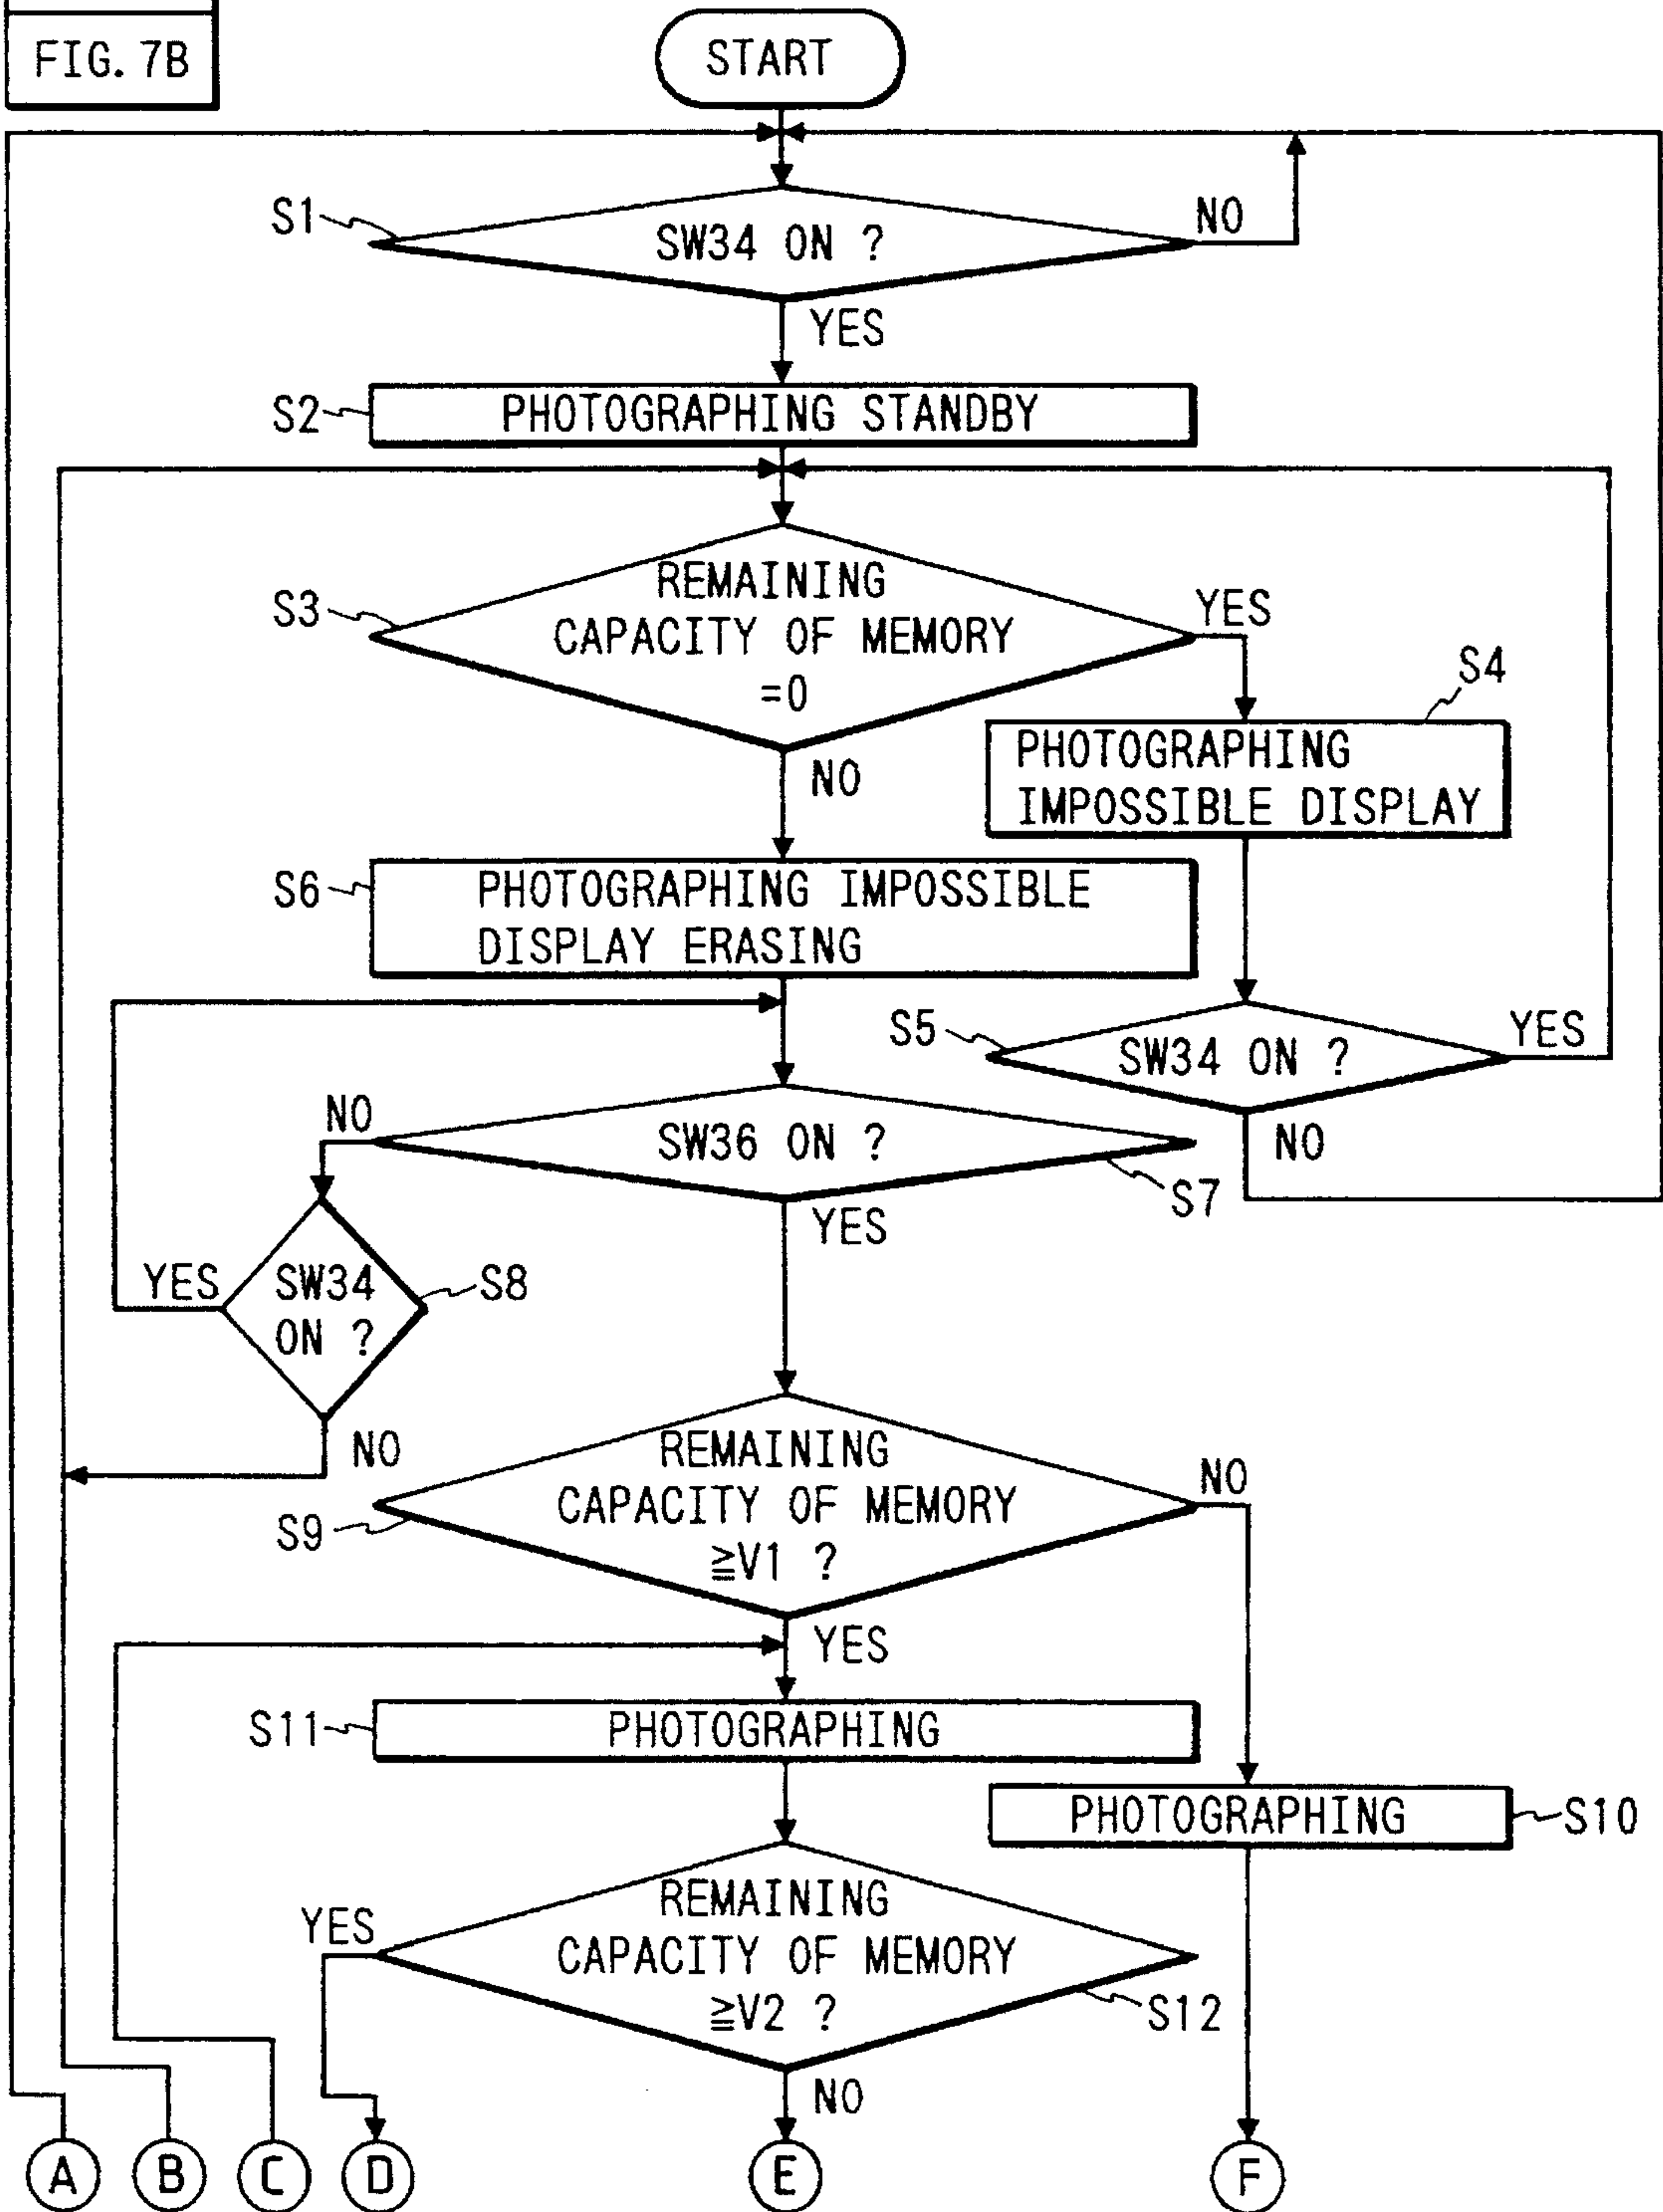 FIG. 7B
START
S1
SW34 ON ?
NO
YES
S2
PHOTOGRAPHING STANDBY
S3
REMAINING
CAPACITY OF MEMORY
=0
YES
NO
S4
PHOTOGRAPHING
IMPOSSIBLE DISPLAY
S6
PHOTOGRAPHING IMPOSSIBLE
DISPLAY ERASING
S5
SW34 ON ?
YES
NO
NO
SW36 ON ?
S7
YES
YES
SW34
ON ?
S8
NO
S9
REMAINING
CAPACITY OF MEMORY
≧V1 ?
NO
YES
S11
PHOTOGRAPHING
PHOTOGRAPHING
S10
YES
REMAINING
CAPACITY OF MEMORY
≧V2 ?
S12
NO
A
B
C
D
E
F